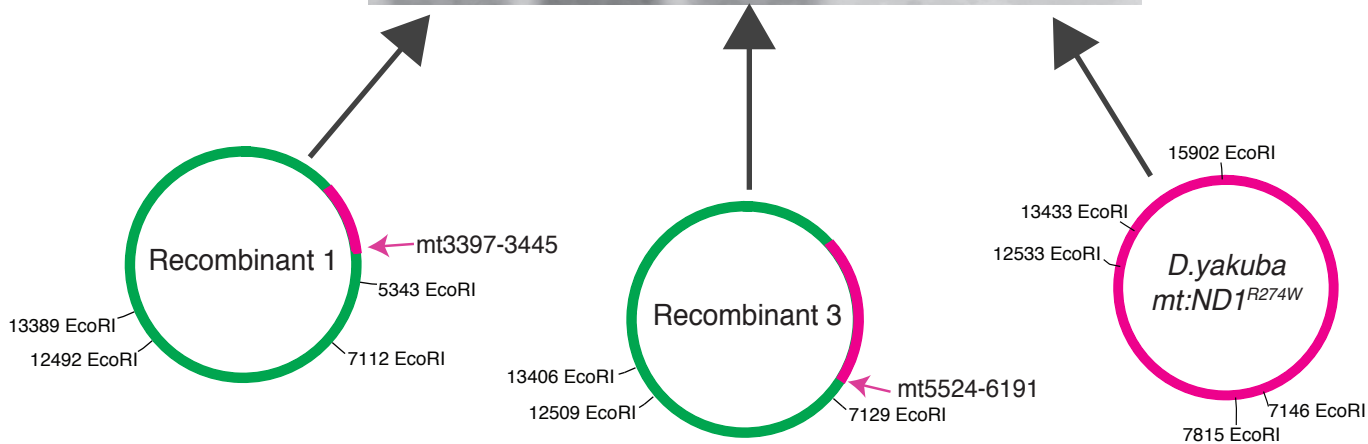 Recombinant 1
mt3397-3445
5343 EcoRI
7112 EcoRI
12492 EcoRI
13389 EcoRI
Recombinant 3
mt5524-6191
7129 EcoRI
12509 EcoRI
13406 EcoRI
15902 EcoRI
13433 EcoRI
12533 EcoRI
D.yakuba
mt:ND1R274W
7146 EcoRI
7815 EcoRI